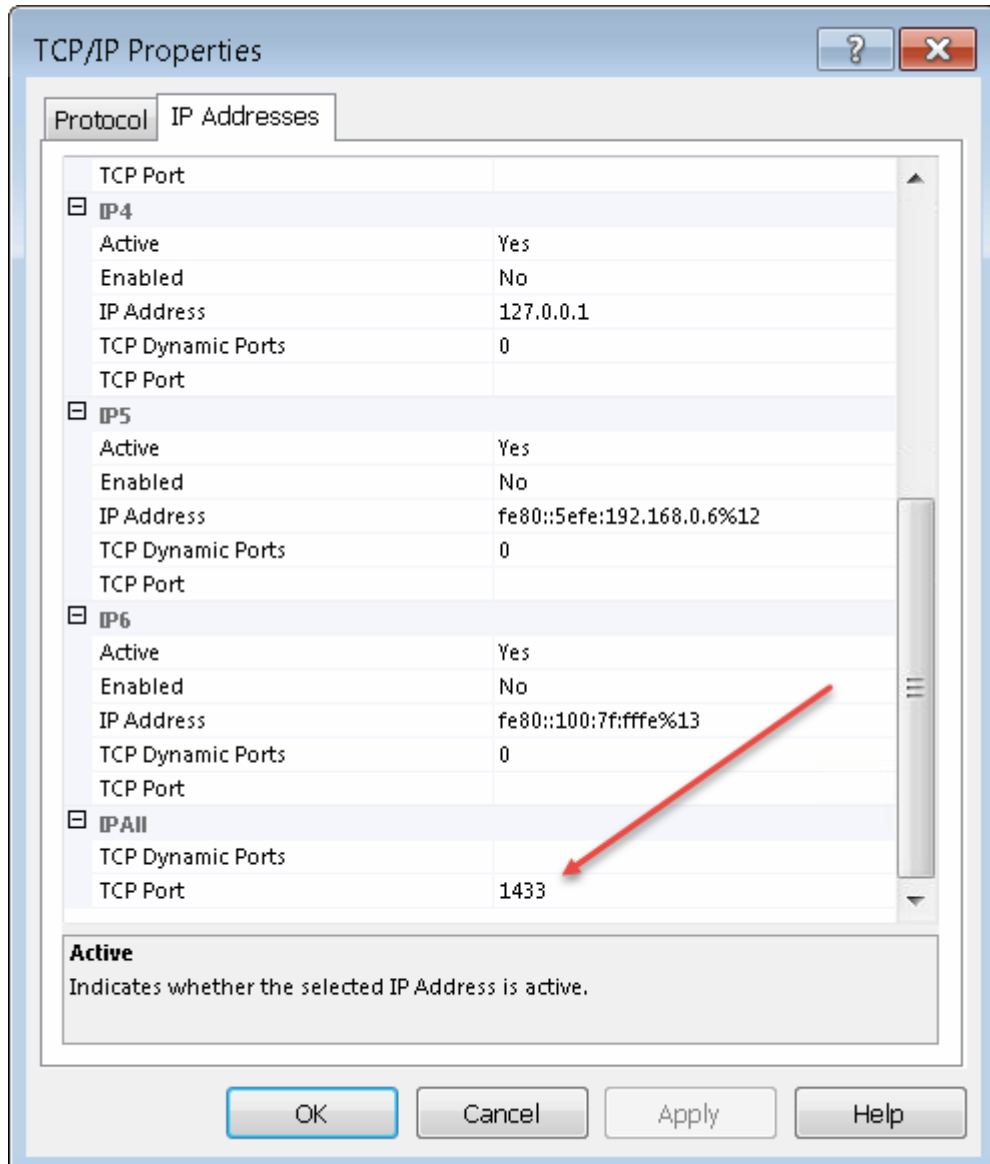 TCP/IP Properties
Protocol
IP Addresses
TCP Port
IP4
Active Yes
Enabled No
IP Address 127.0.0.1
TCP Dynamic Ports 0
TCP Port
IP5
Active Yes
Enabled No
IP Address fe80::5efe:192.168.0.6%12
TCP Dynamic Ports 0
TCP Port
IP6
Active Yes
Enabled No
IP Address fe80::100:7f:fffe%13
TCP Dynamic Ports 0
TCP Port
IPAll
TCP Dynamic Ports
TCP Port 1433
Active
Indicates whether the selected IP Address is active.
OK Cancel Apply Help